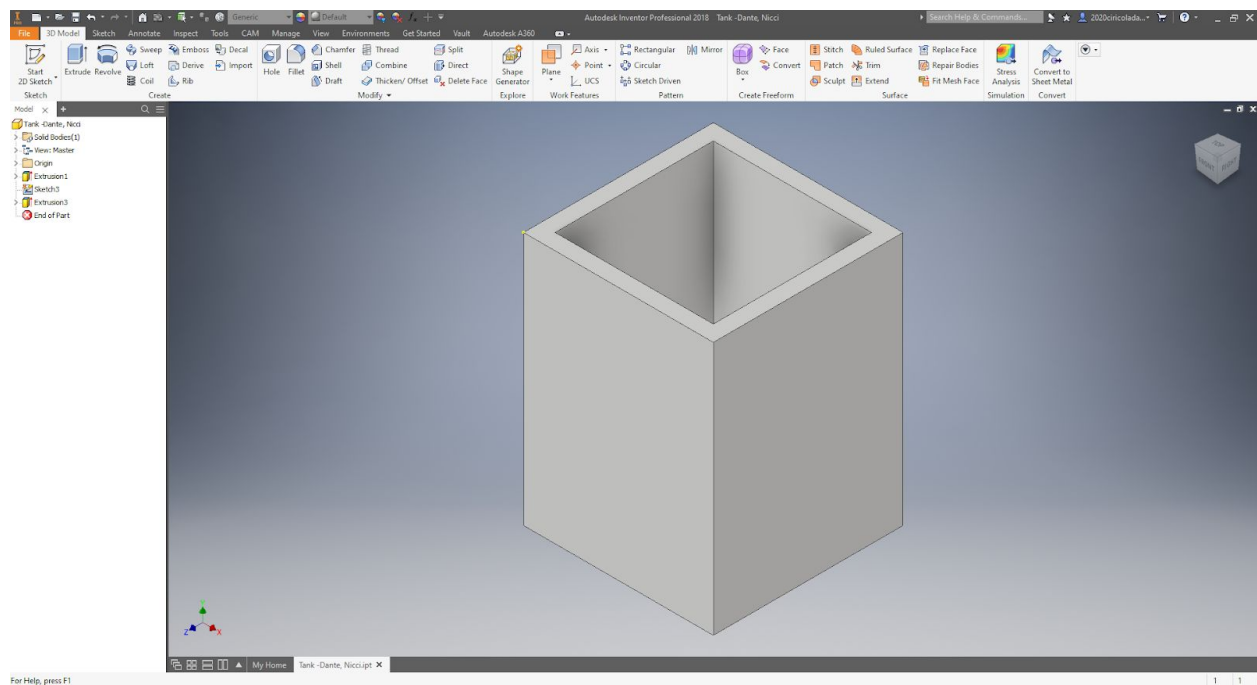 Generic Default Autodesk Inventor Professional 2018 Tank -Dante, Nicci Search Help & Commands... 2020ciricolada...
File 3D Model Sketch Annotate Inspect Tools CAM Manage View Environments Get Started Vault Autodesk A360
Start 2D Sketch
Extrude Revolve
Sweep Emboss Decal
Loft Derive Import
Coil Rib
Hole Fillet
Chamfer Thread Split
Shell Combine Direct
Draft Thicken/ Offset Delete Face
Shape Generator
Plane
Axis
Point
UCS
Rectangular Mirror
Circular
Sketch Driven
Box
Face
Convert
Stitch Ruled Surface Replace Face
Patch Trim Repair Bodies
Sculpt Extend Fit Mesh Face
Stress Analysis
Convert to Sheet Metal
Sketch Create Modify Explore Work Features Pattern Create Freeform Surface Simulation Convert
Model
Tank -Dante, Nicci
Solid Bodies(1)
View: Master
Origin
Extrusion1
Sketch3
Extrusion3
End of Part
Y
Z X
My Home Tank -Dante, Nicci.ipt
For Help, press F1 1 1